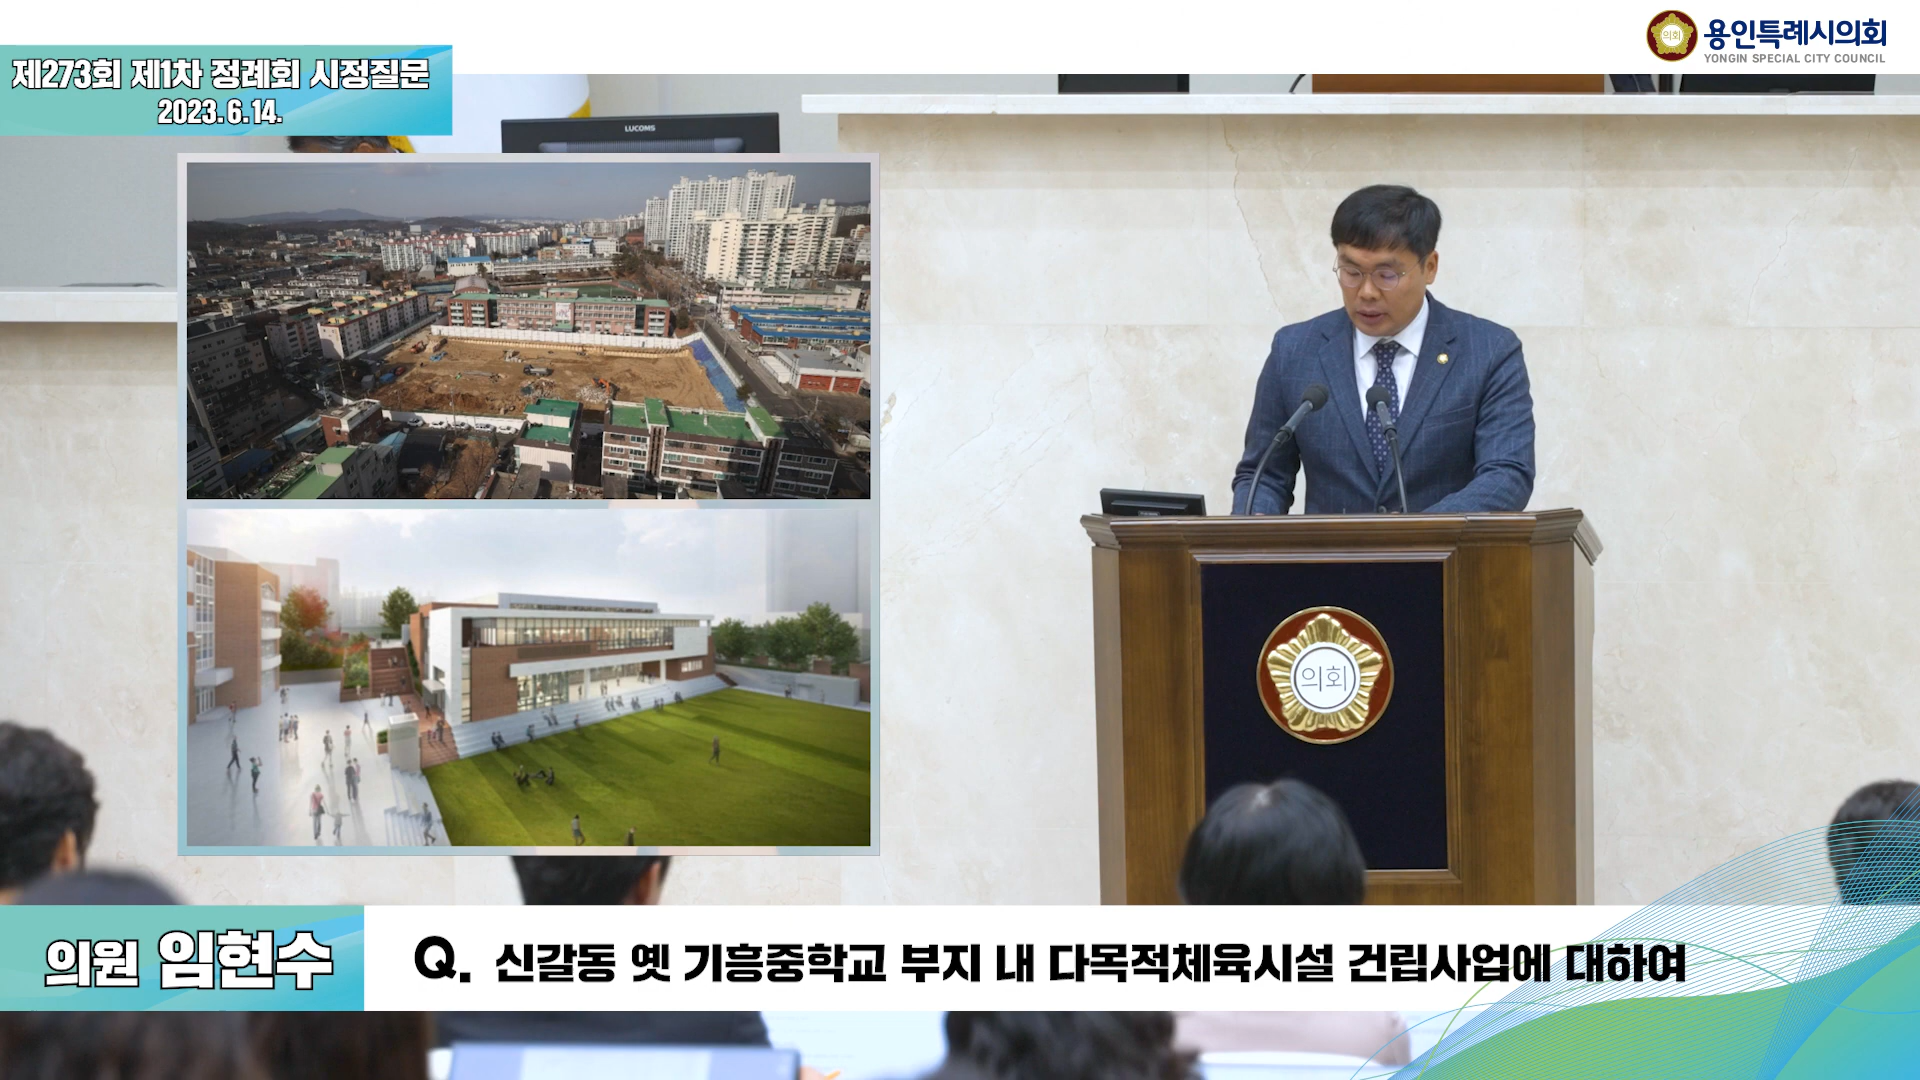 의회
용인특례시의회
YONGIN SPECIAL CITY COUNCIL
제273회 제1차 정례회 시정질문
2023. 6. 14.
LUCOMS
의회
의원 임현수
Q. 신갈동 옛 기흥중학교 부지 내 다목적체육시설 건립사업에 대하여